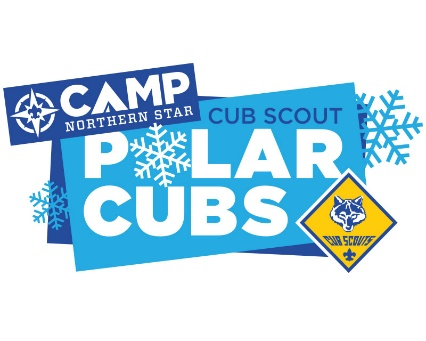 CAMP
NORTHERN STAR
CUB SCOUT
POLAR
CUBS
CUB SCOUTS